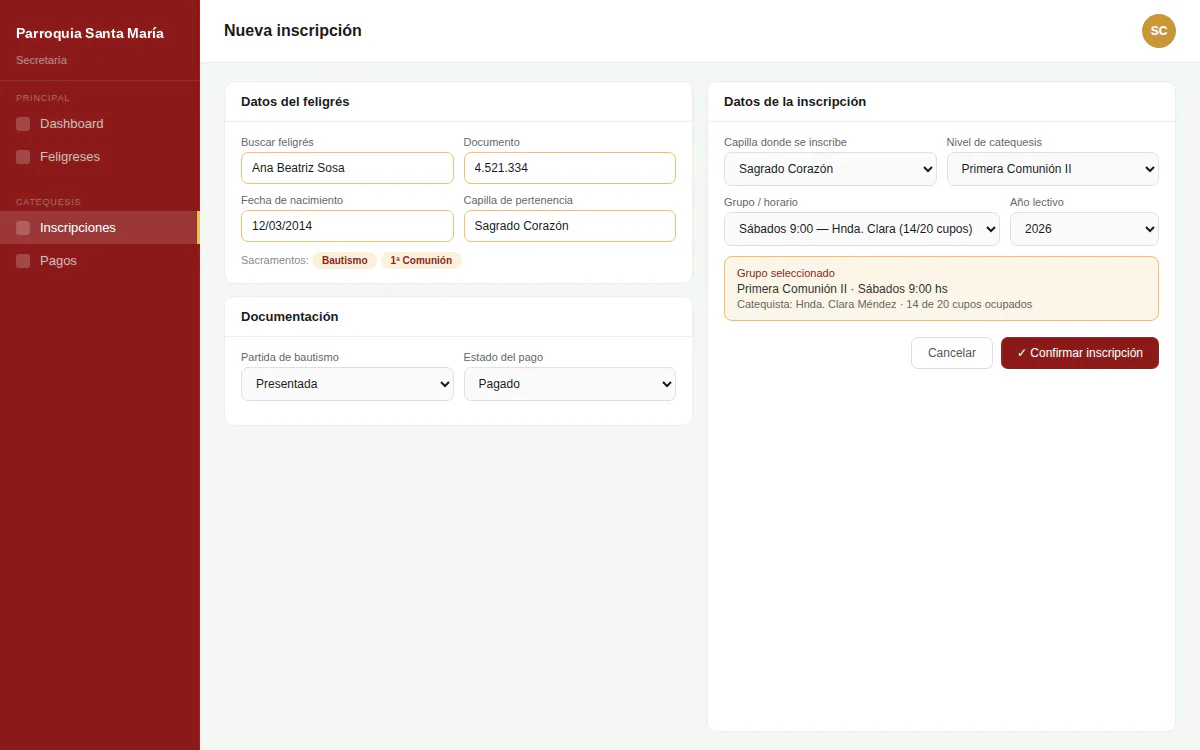 Parroquia Santa María
Secretaría
PRINCIPAL
Dashboard
Feligreses
CATEQUESIS
Inscripciones
Pagos
Nueva inscripción
SC
Datos del feligrés
Buscar feligrés
Documento
Ana Beatriz Sosa
4.521.334
Fecha de nacimiento
Capilla de pertenencia
12/03/2014
Sagrado Corazón
Sacramentos: Bautismo 1ª Comunión
Documentación
Partida de bautismo
Estado del pago
Presentada
Pagado
Datos de la inscripción
Capilla donde se inscribe
Nivel de catequesis
Sagrado Corazón
Primera Comunión II
Grupo / horario
Año lectivo
Sábados 9:00 — Hnda. Clara (14/20 cupos)
2026
Grupo seleccionado
Primera Comunión II · Sábados 9:00 hs
Catequista: Hnda. Clara Méndez · 14 de 20 cupos ocupados
Cancelar
✓ Confirmar inscripción